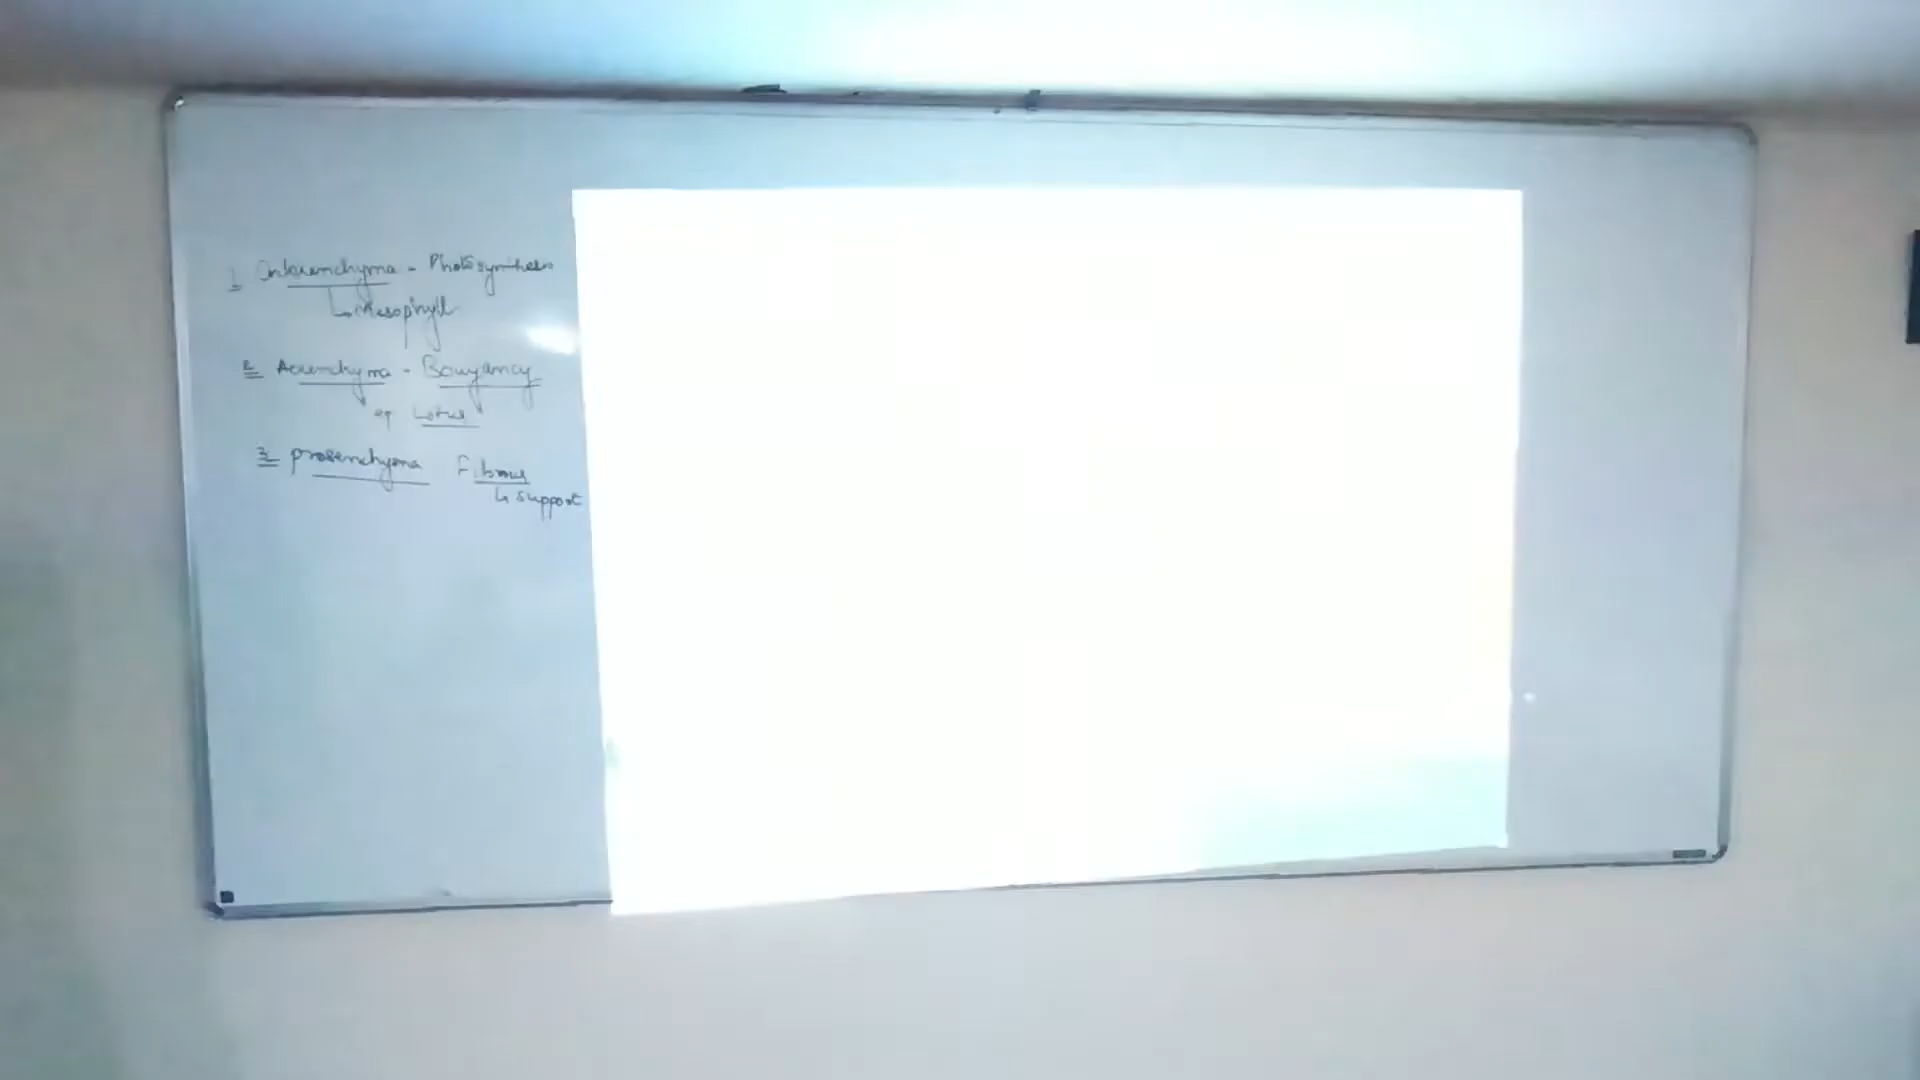 1 Chlorenchyma - Photosynthesis
↳ Mesophyll
2 Aerenchyma - Bouyancy
eg Lotus
3 prosenchyma Fibrous
↳ support